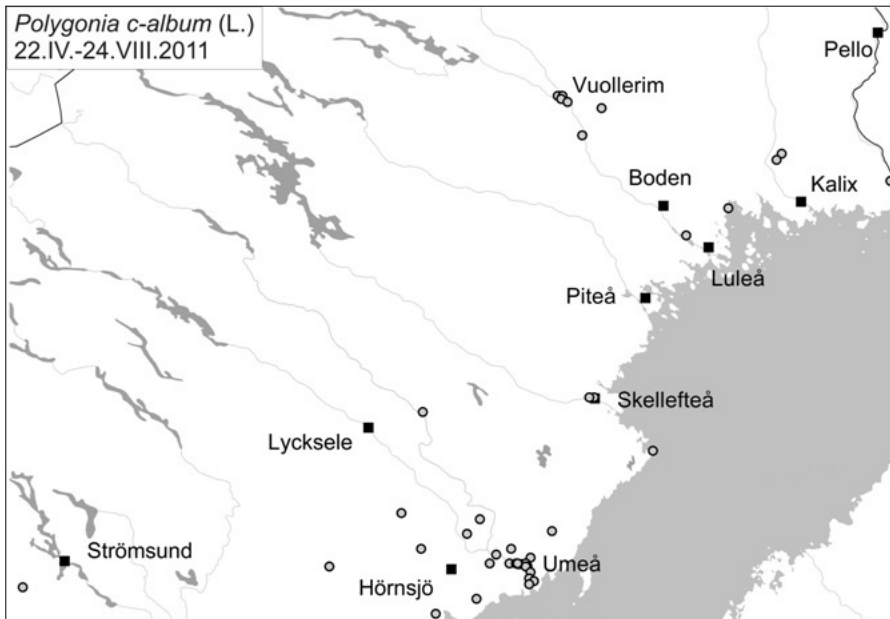 Polygonia c-album (L.)
22.IV.-24.VIII.2011
Pello
Vuollerim
Boden
Kalix
Luleå
Piteå
Skellefteå
Lycksele
Strömsund
Umeå
Hörnsjö